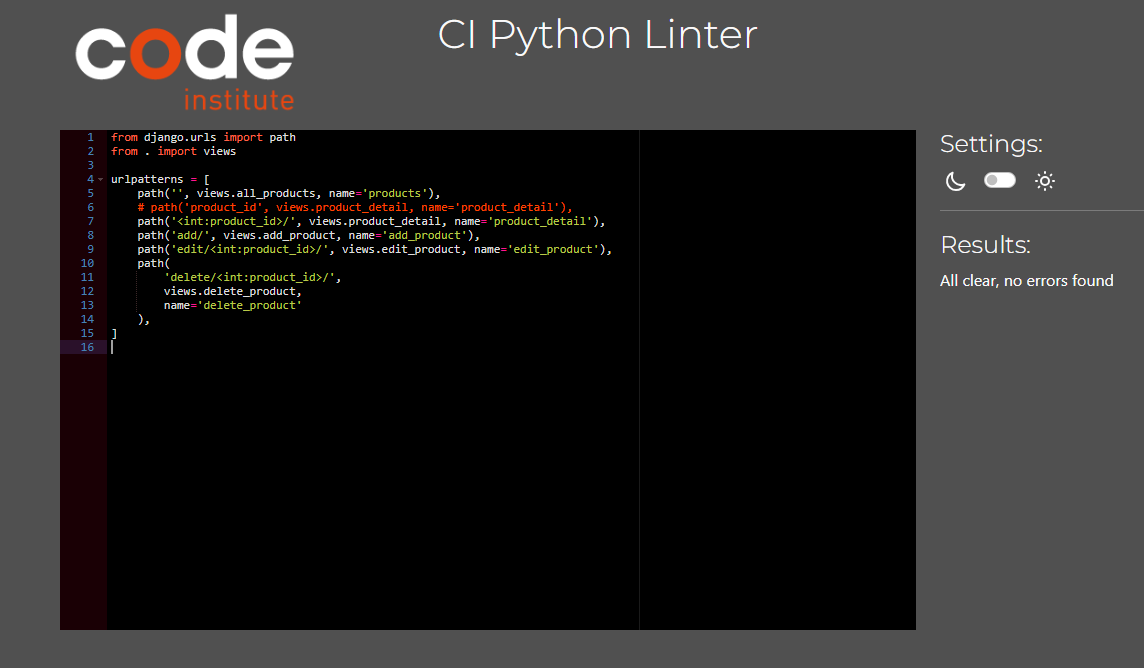 code
institute
CI Python Linter
1 from django.urls import path
2 from . import views
3
4 urlpatterns = [
5     path('', views.all_products, name='products'),
6     # path('product_id', views.product_detail, name='product_detail'),
7     path('<int:product_id>/', views.product_detail, name='product_detail'),
8     path('add/', views.add_product, name='add_product'),
9     path('edit/<int:product_id>/', views.edit_product, name='edit_product'),
10     path(
11         'delete/<int:product_id>/',
12         views.delete_product,
13         name='delete_product'
14     ),
15 ]
16
Settings:
Results:
All clear, no errors found